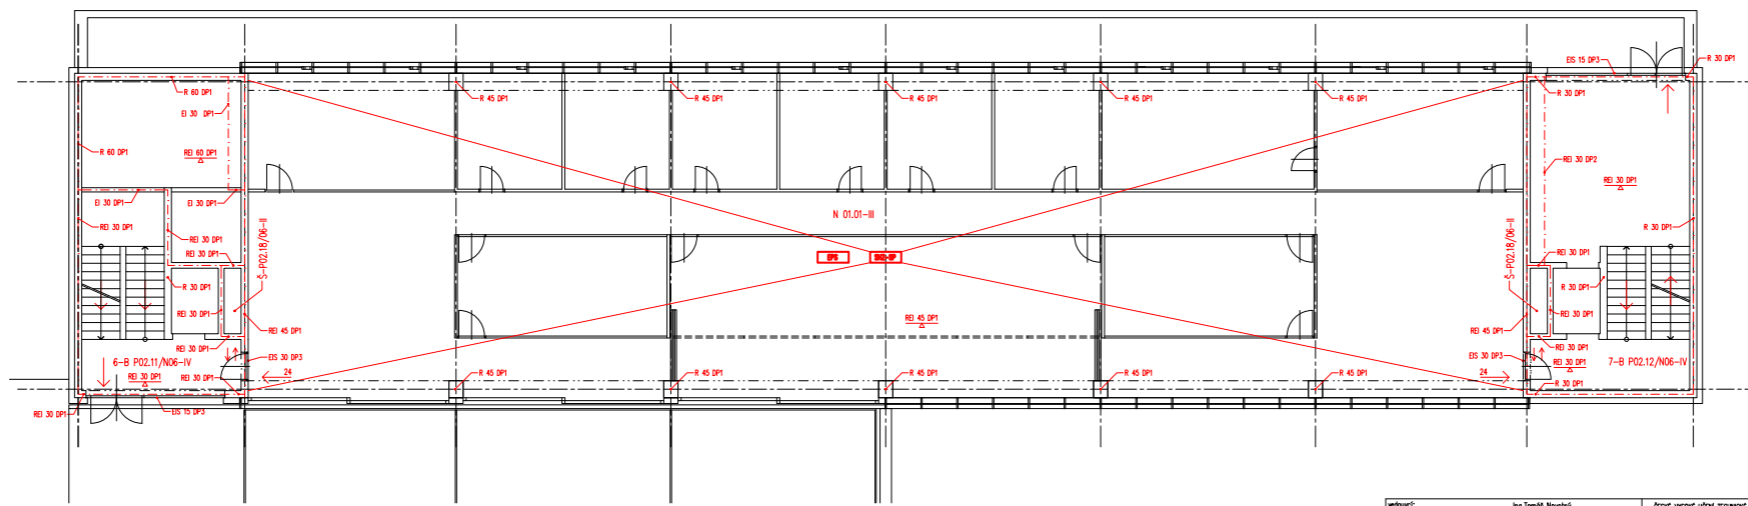 EIS 15 DP3
R 30 DP1
R 60 DP1
R 45 DP1
R 45 DP1
R 45 DP1
R 45 DP1
R 45 DP1
R 30 DP1
EI 30 DP1
R 60 DP1
REI 60 DP1
REI 30 DP2
REI 30 DP1
EI 30 DP1
EI 30 DP1
N 01.01-III
REI 30 DP1
R 30 DP1
REI 30 DP1
Š-P02.18/06-II
Š-P02.18/06-II
REI 30 DP1
REI 30 DP1
EPS
R 30 DP1
R 30 DP1
REI 30 DP1
REI 30 DP1
REI 45 DP1
REI 45 DP1
REI 45 DP1
REI 30 DP1
REI 30 DP1
EIS 30 DP3
EIS 30 DP3
6-B P02.11/N06-IV
REI 30 DP1
7-B P02.12/N06-IV
REI 30 DP1
REI 30 DP1
24
24
R 45 DP1
R 45 DP1
R 45 DP1
R 45 DP1
R 45 DP1
R 30 DP1
REI 30 DP1
EIS 15 DP3